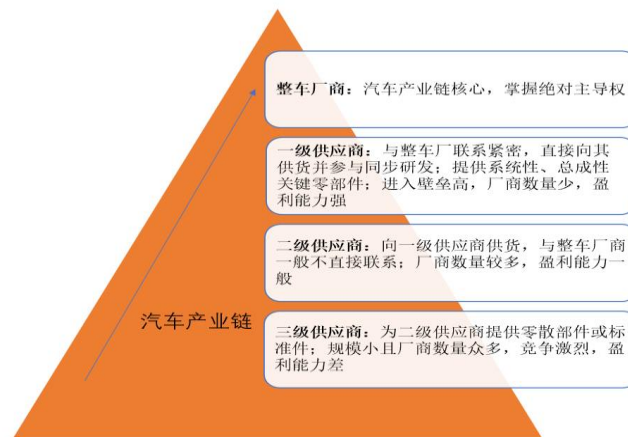 整车厂商：汽车产业链核心，掌握绝对主导权
一级供应商：与整车厂联系紧密，直接向其
供货并参与同步研发；提供系统性、总成性
关键零部件；进入壁垒高，厂商数量少，盈
利能力强
二级供应商：向一级供应商供货，与整车厂商
一般不直接联系；厂商数量较多，盈利能力一
般
汽车产业链
三级供应商：为二级供应商提供零散部件或标
准件；规模小且厂商数量众多，竞争激烈，盈
利能力差